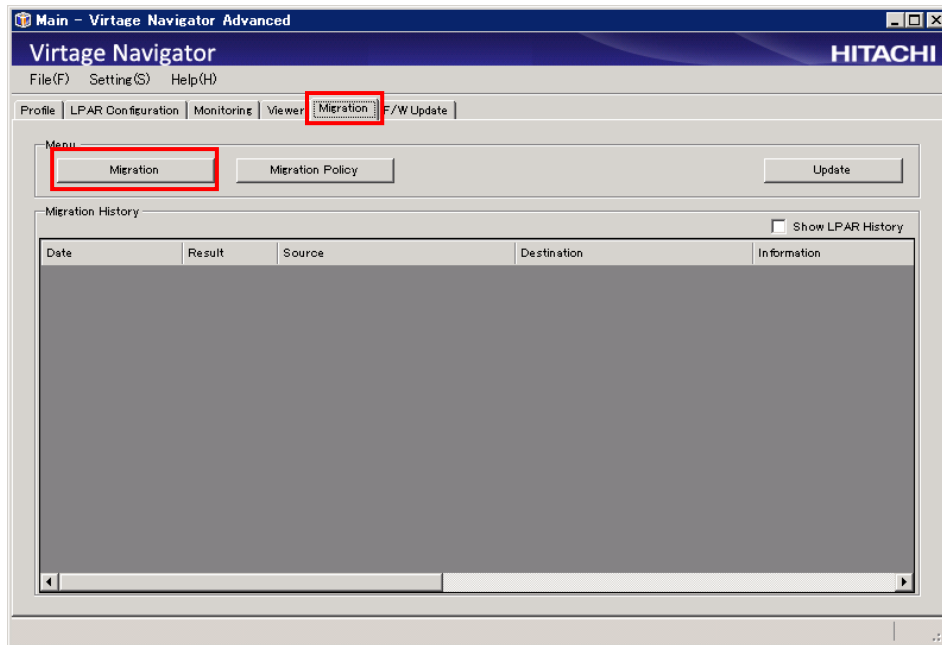 Main - Virtage Navigator Advanced
Virtage Navigator HITACHI
File(F) Setting(S) Help(H)
Profile LPAR Configuration Monitoring Viewer Migration F/W Update
Menu
Migration Migration Policy Update
Migration History
Show LPAR History
Date Result Source Destination Information